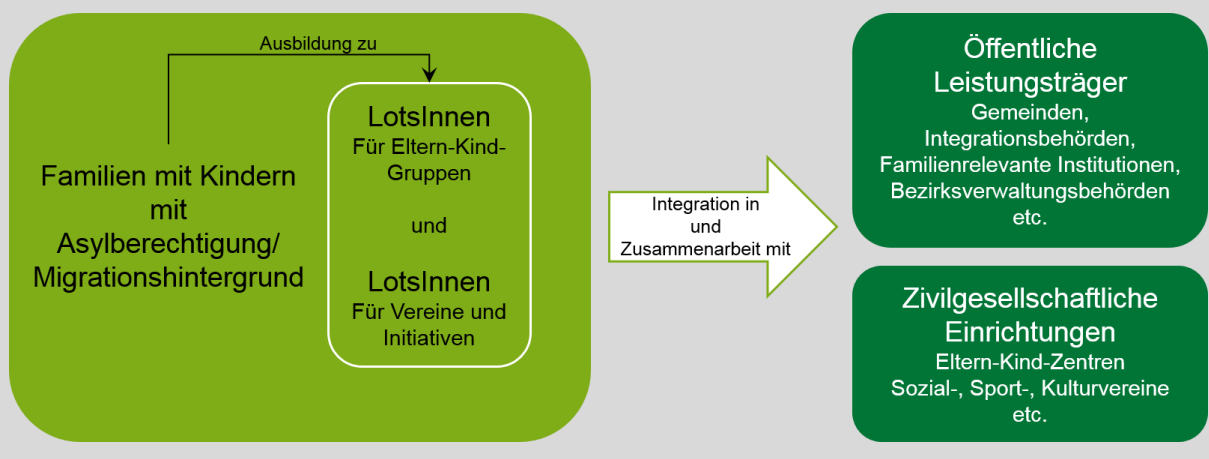 Ausbildung zu
Familien mit Kindern
mit
Asylberechtigung/
Migrationshintergrund
LotsInnen
Für Eltern-Kind-
Gruppen
und
LotsInnen
Für Vereine und
Initiativen
Integration in
und
Zusammenarbeit mit
Öffentliche
Leistungsträger
Gemeinden,
Integrationsbehörden,
Familienrelevante Institutionen,
Bezirksverwaltungsbehörden
etc.
Zivilgesellschaftliche
Einrichtungen
Eltern-Kind-Zentren
Sozial-, Sport-, Kulturvereine
etc.